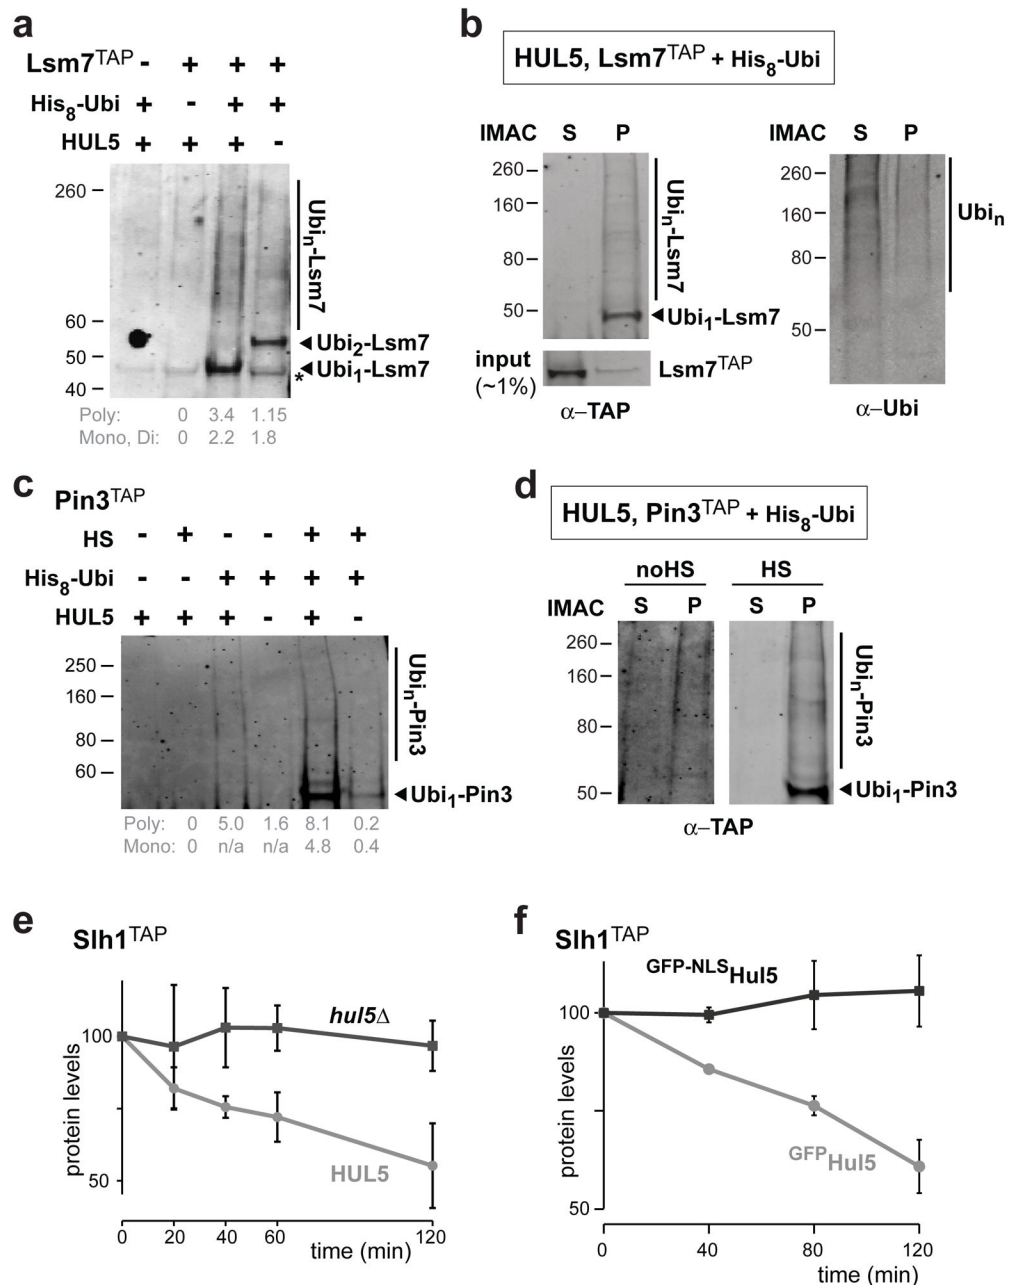 a
Lsm7TAP - + + +
His8-Ubi + - + +
HUL5 + + + -
260
60
50
40
Ubin-Lsm7
Ubi2-Lsm7
Ubi1-Lsm7
*
Poly: 0 3.4 1.15
Mono, Di: 0 2.2 1.8
b
HUL5, Lsm7TAP + His8-Ubi
IMAC S P
260
160
80
50
Ubin-Lsm7
Ubi1-Lsm7
input
(~1%)
Lsm7TAP
α–TAP
IMAC S P
260
160
80
50
Ubin
α–Ubi
c
Pin3TAP
HS - + - - + +
His8-Ubi - - + + + +
HUL5 + + + - + -
250
160
80
60
Ubin-Pin3
Ubi1-Pin3
Poly: 0 5.0 1.6 8.1 0.2
Mono: 0 n/a n/a 4.8 0.4
d
HUL5, Pin3TAP + His8-Ubi
noHS HS
IMAC S P S P
260
160
80
50
Ubin-Pin3
Ubi1-Pin3
α–TAP
e
Slh1TAP
hul5Δ
HUL5
protein levels
100
50
0 20 40 60 120
time (min)
f
Slh1TAP
GFP-NLSHul5
GFPHul5
protein levels
100
50
0 40 80 120
time (min)